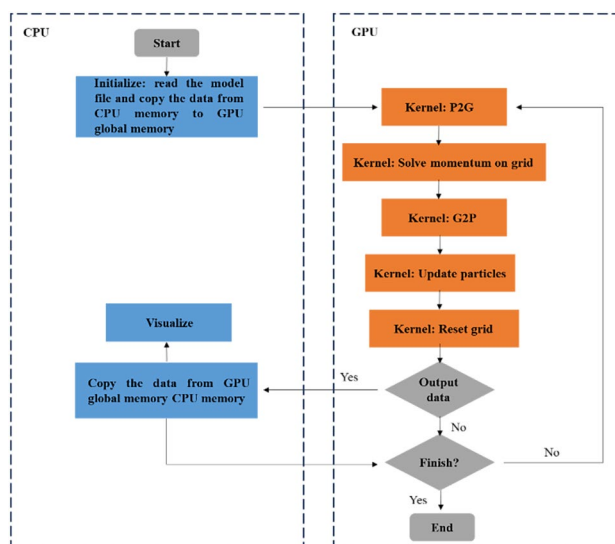 CPU
Start
Initialize: read the model
file and copy the data from
CPU memory to GPU
global memory
Visualize
Copy the data from GPU
global memory CPU memory
GPU
Kernel: P2G
Kernel: Solve momentum on grid
Kernel: G2P
Kernel: Update particles
Kernel: Reset grid
Output
data
Yes
No
Finish?
No
Yes
End